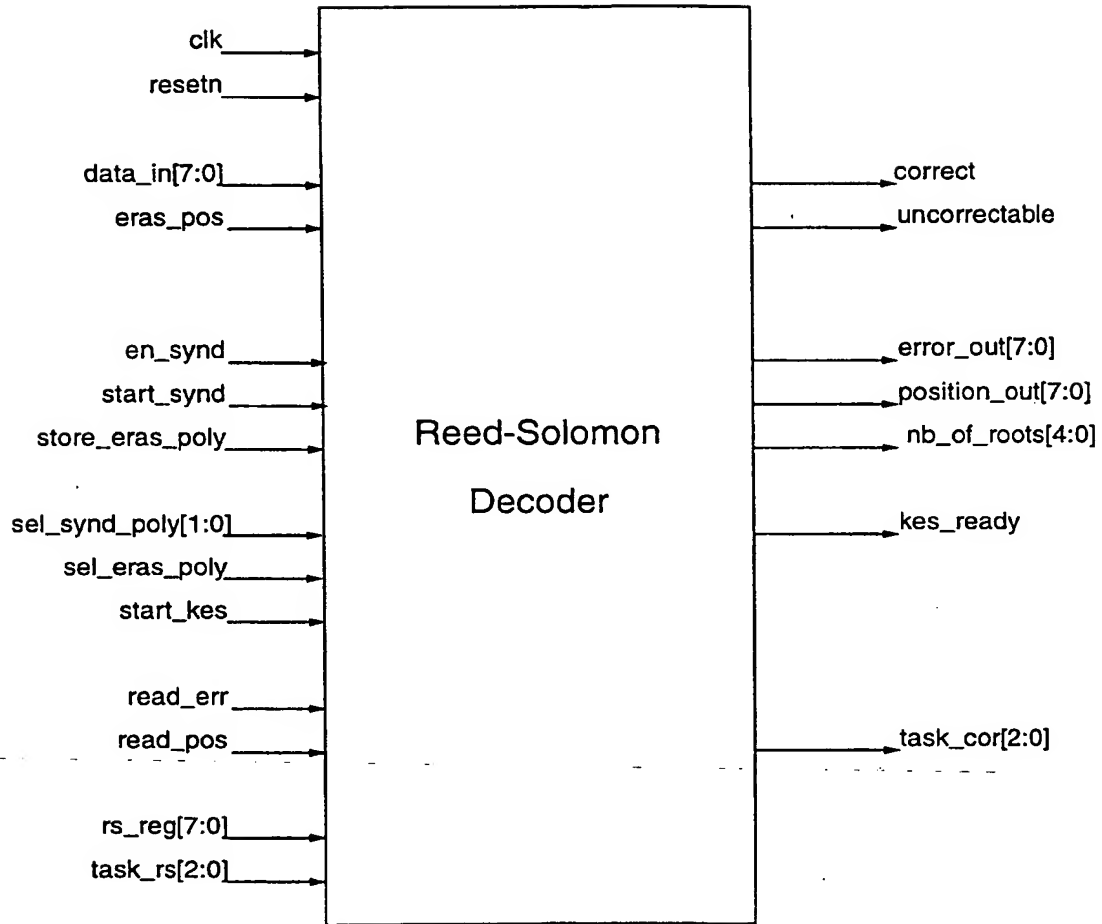 clk
resetn
data_in[7:0]
eras_pos
en_synd
start_synd
store_eras_poly
sel_synd_poly[1:0]
sel_eras_poly
start_kes
read_err
read_pos
rs_reg[7:0]
task_rs[2:0]
Reed-Solomon
Decoder
correct
uncorrectable
error_out[7:0]
position_out[7:0]
nb_of_roots[4:0]
kes_ready
task_cor[2:0]